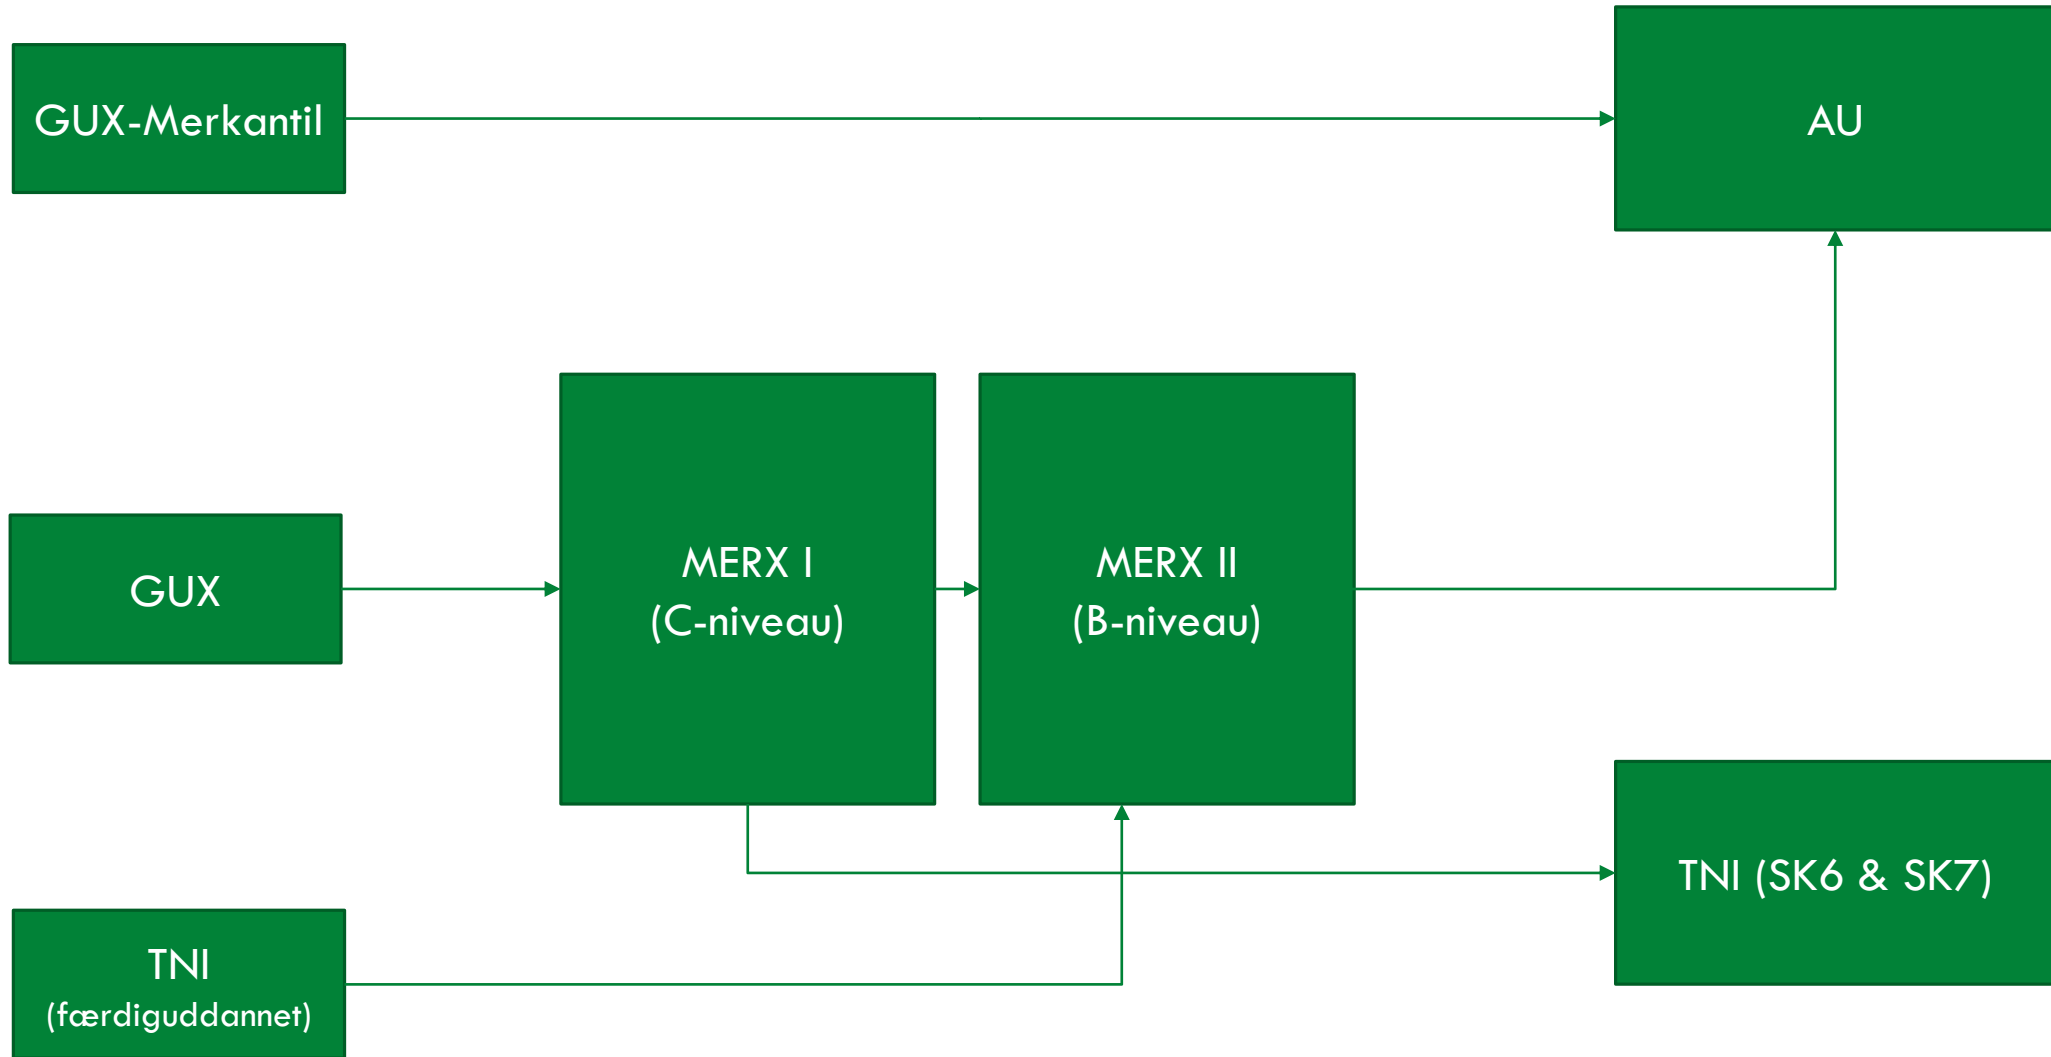 GUX-Merkantil
AU
GUX
MERX I
(C-niveau)
MERX II
(B-niveau)
TNI (SK6 & SK7)
TNI
(færdiguddannet)